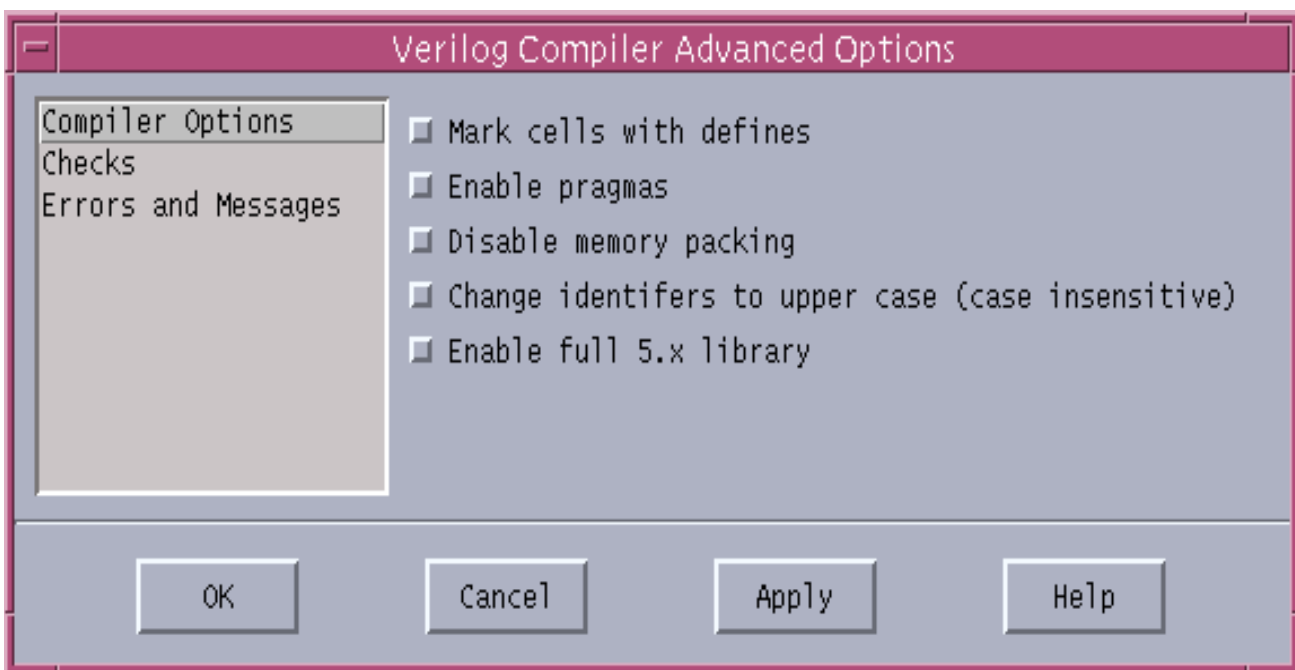 Verilog Compiler Advanced Options
Compiler Options
Checks
Errors and Messages
Mark cells with defines
Enable pragmas
Disable memory packing
Change identifers to upper case (case insensitive)
Enable full 5.x library
OK
Cancel
Apply
Help